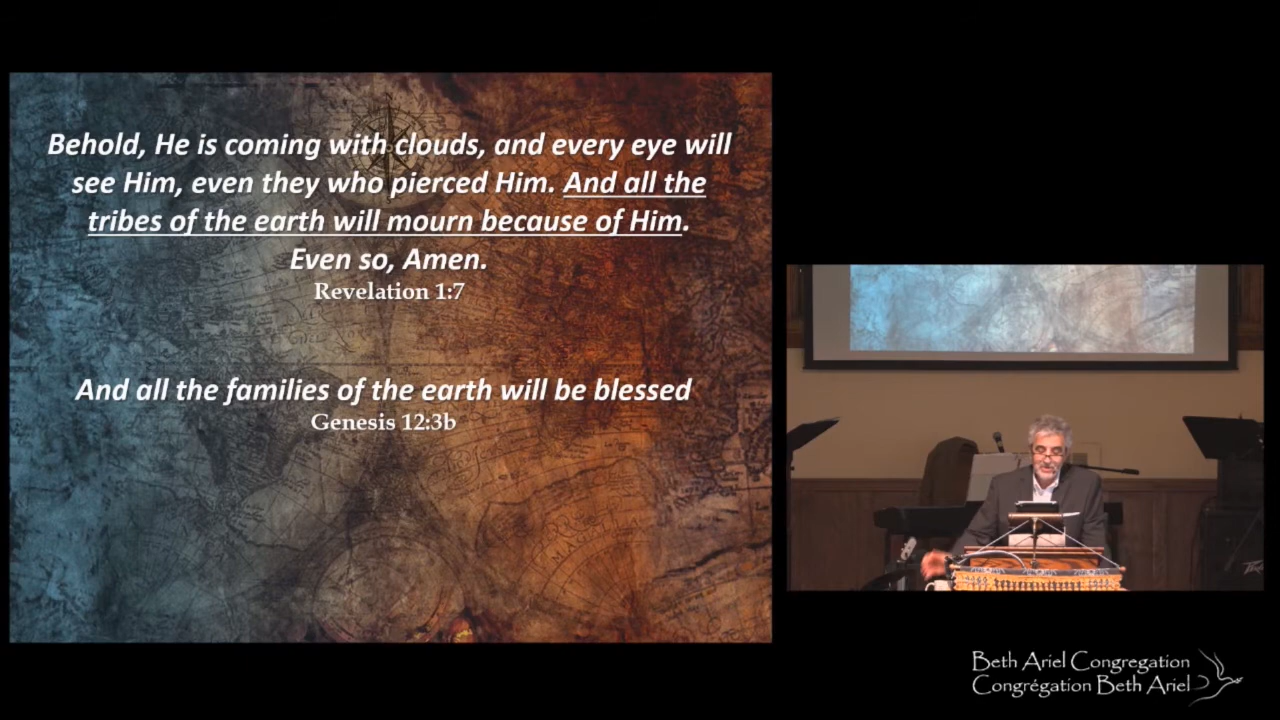 Behold, He is coming with clouds, and every eye will
see Him, even they who pierced Him. And all the
tribes of the earth will mourn because of Him.
Even so, Amen.
Revelation 1:7
And all the families of the earth will be blessed
Genesis 12:3b
Beth Ariel Congregation
Congrégation Beth Ariel